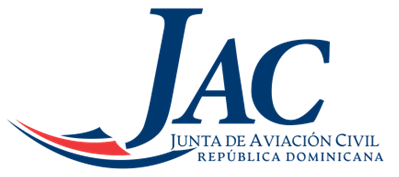 JAC
JUNTA DE AVIACIÓN CIVIL
REPÚBLICA DOMINICANA